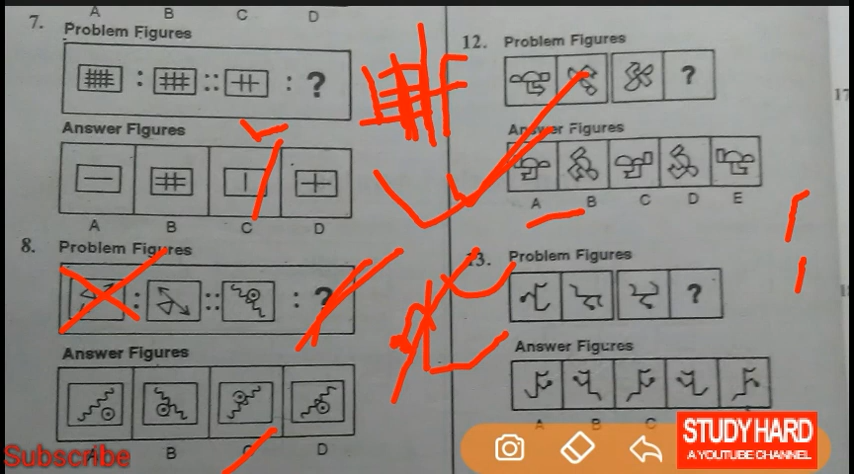 A B C D
7. Problem Figures
: :: : ?
Answer Figures
A B C D
8. Problem Figures
: :: : ?
Answer Figures
B D
12. Problem Figures
?
Answer Figures
A B C D E
13. Problem Figures
?
Answer Figures
A B C
17
Subscribe
STUDY HARD
A YOUTUBE CHANNEL